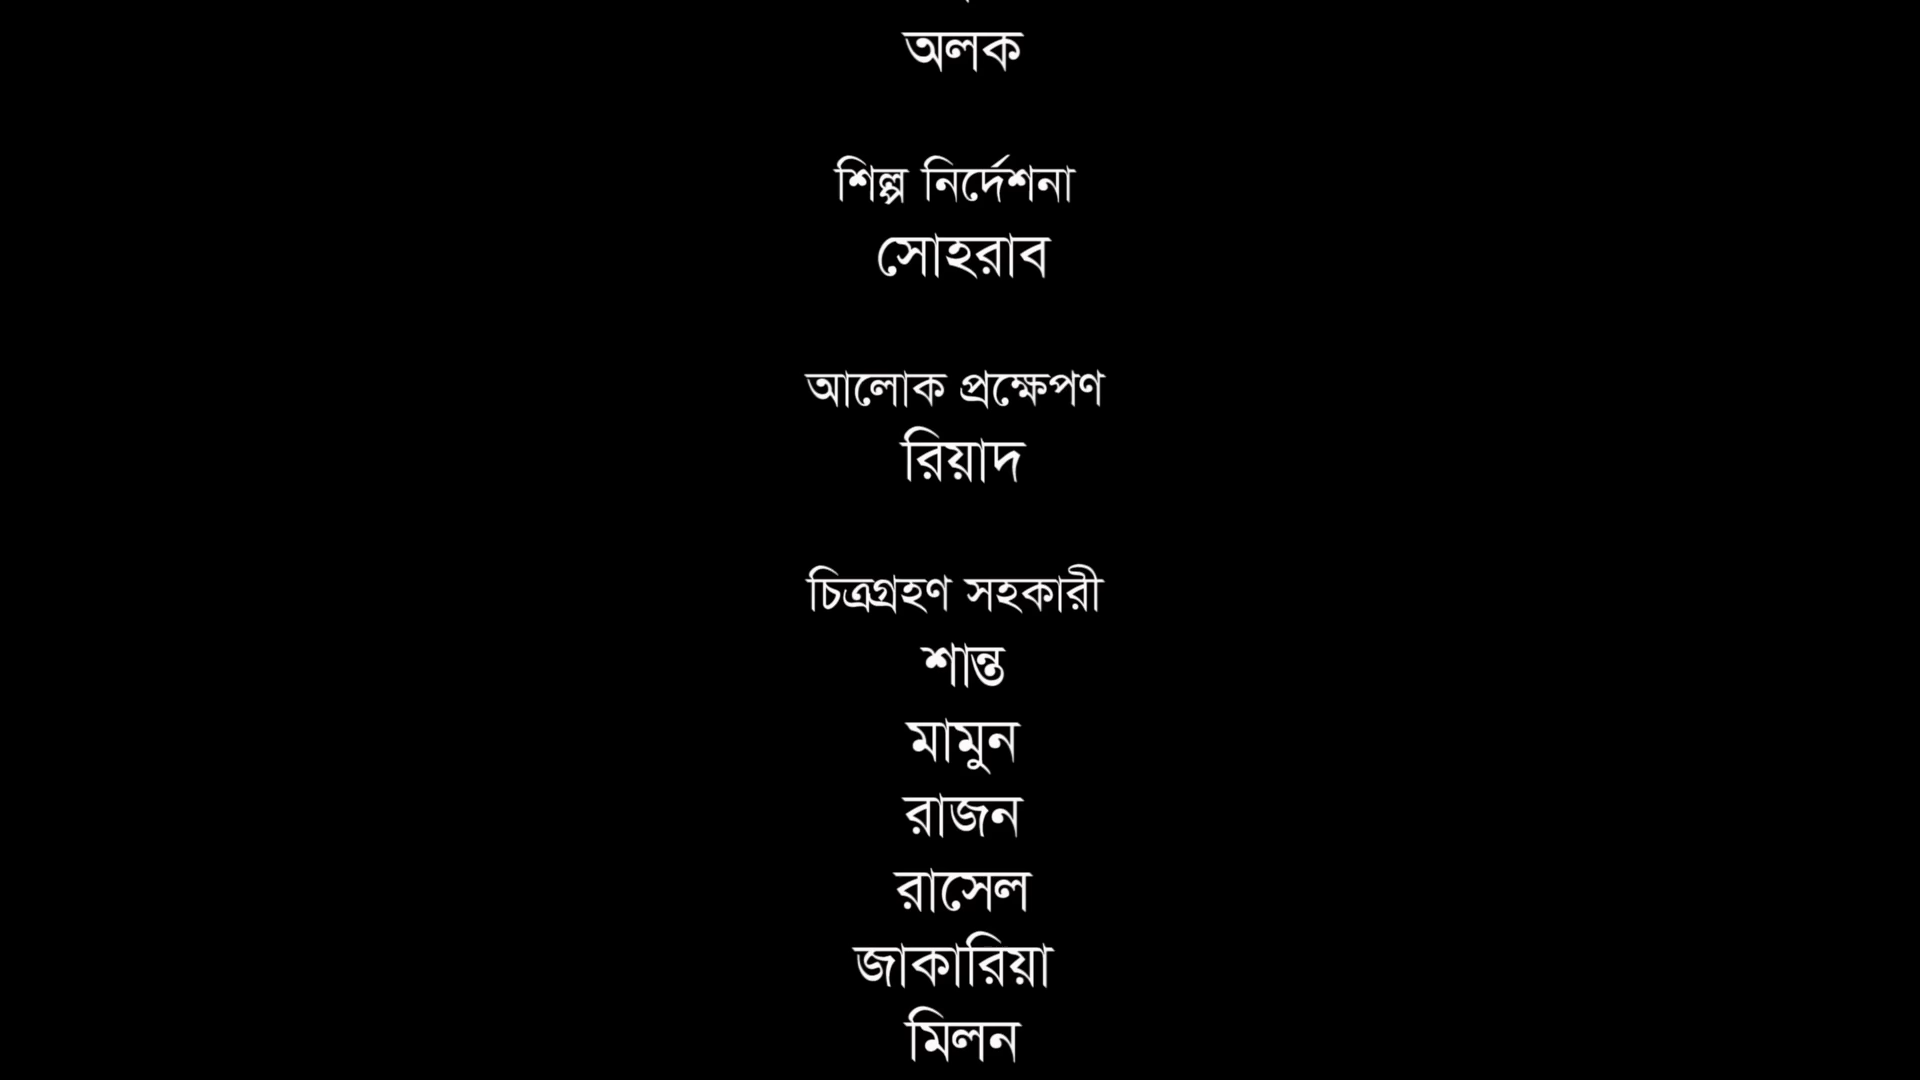 অলক
শিল্প নির্দেশনা
সোহরাব
আলোক প্রক্ষেপণ
রিয়াদ
চিত্রগ্রহণ সহকারী
শান্ত
মামুন
রাজন
রাসেল
জাকারিয়া
মিলন